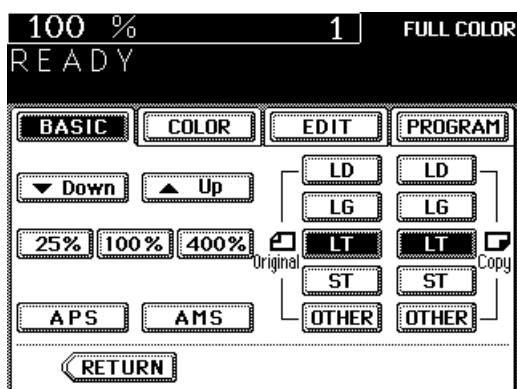 100 % 1 FULL COLOR
READY
BASIC COLOR EDIT PROGRAM
▼ Down ▲ Up
25% 100% 400%
APS AMS
RETURN
Original
LD
LG
LT
ST
OTHER
LD
LG
LT
ST
OTHER
Copy